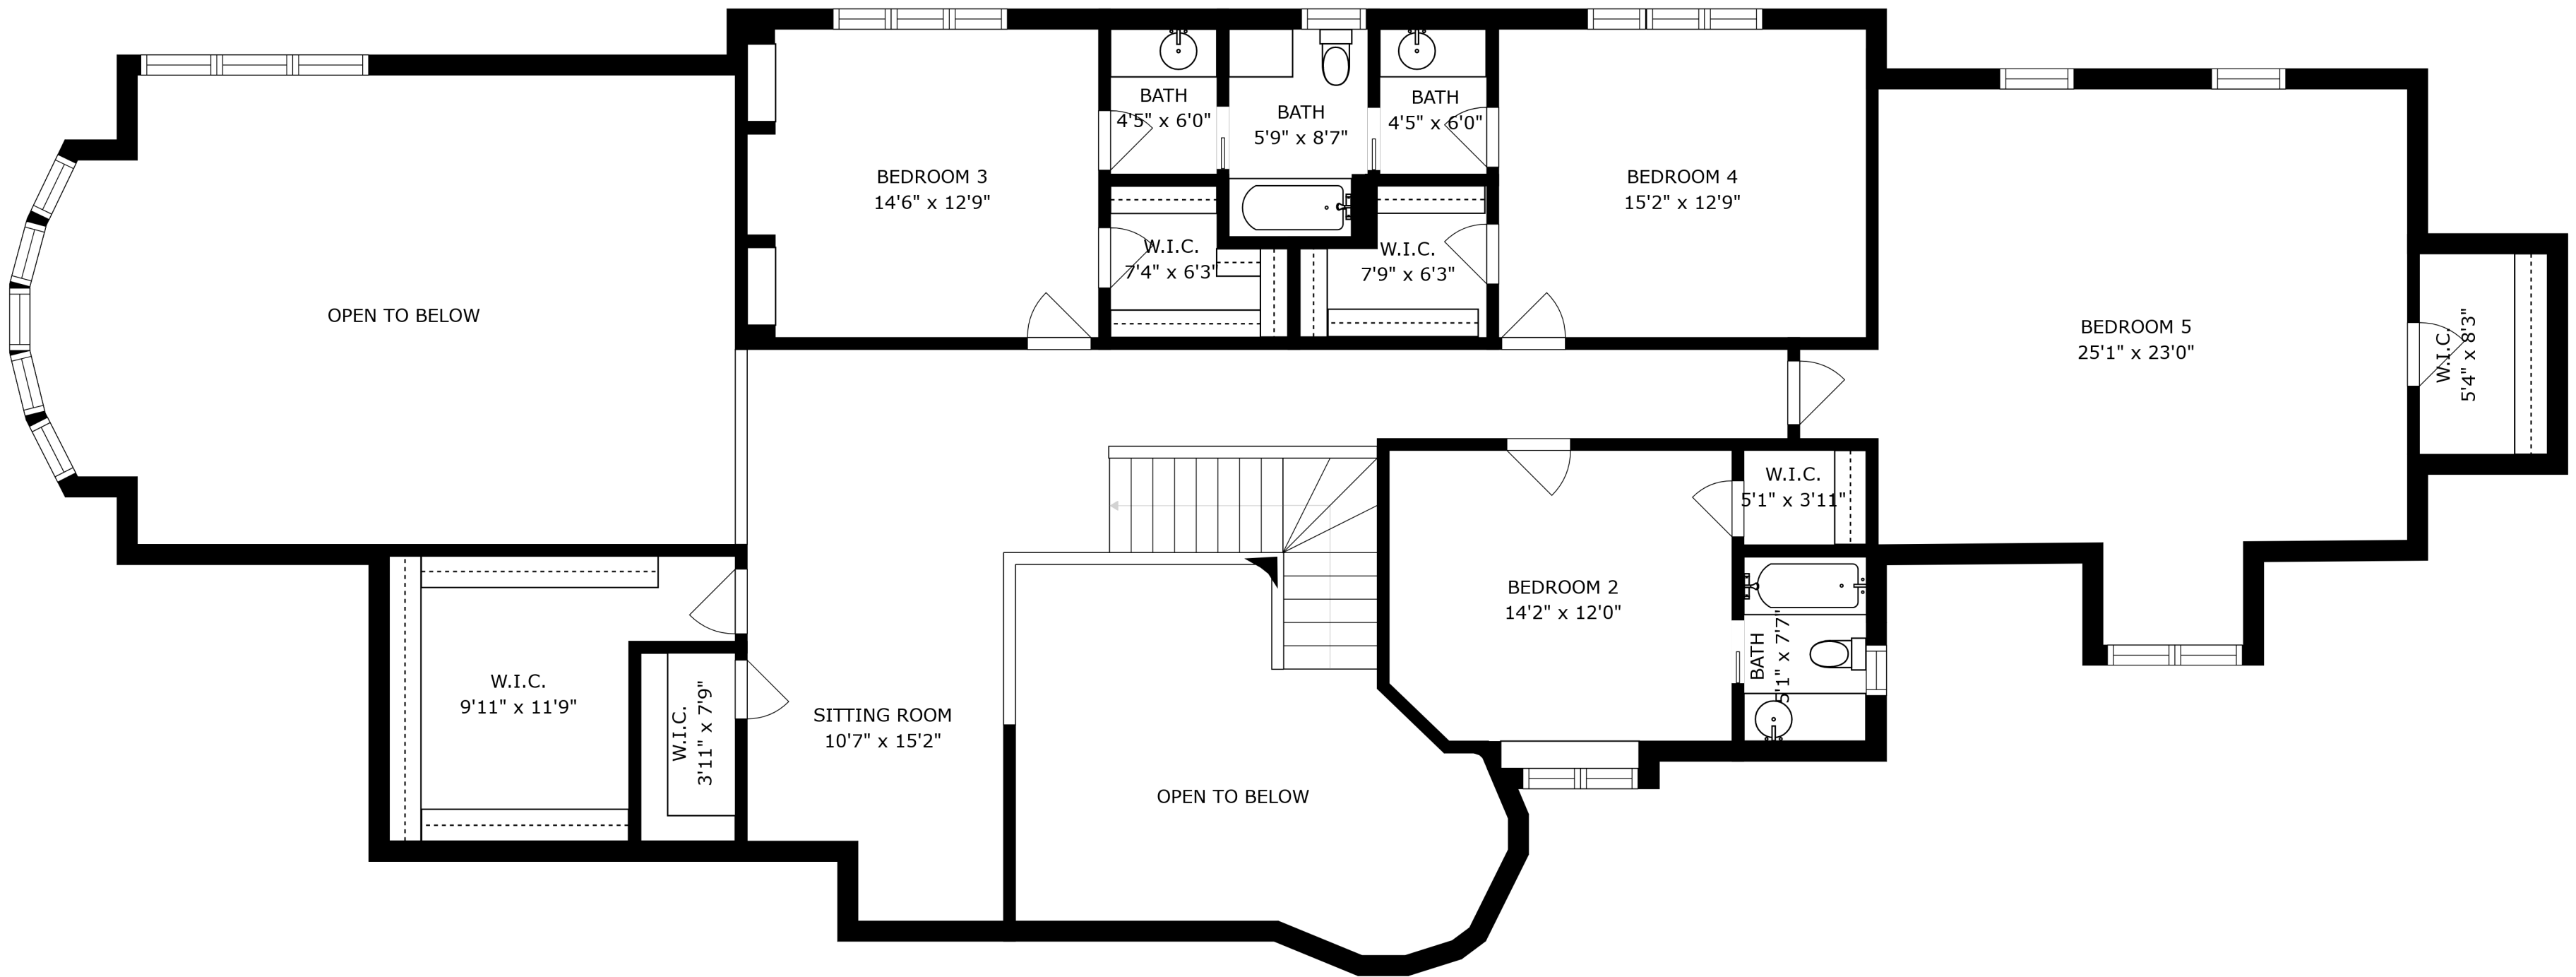 BATH
4'5" x 6'0"
BATH
5'9" x 8'7"
BATH
4'5" x 6'0"
BEDROOM 3
14'6" x 12'9"
BEDROOM 4
15'2" x 12'9"
W.I.C.
7'4" x 6'3"
W.I.C.
7'9" x 6'3"
OPEN TO BELOW
BEDROOM 5
25'1" x 23'0"
W.I.C.
5'4" x 8'3"
W.I.C.
5'1" x 3'11"
BEDROOM 2
14'2" x 12'0"
BATH
5'1" x 7'7"
W.I.C.
9'11" x 11'9"
W.I.C.
3'11" x 7'9"
SITTING ROOM
10'7" x 15'2"
OPEN TO BELOW